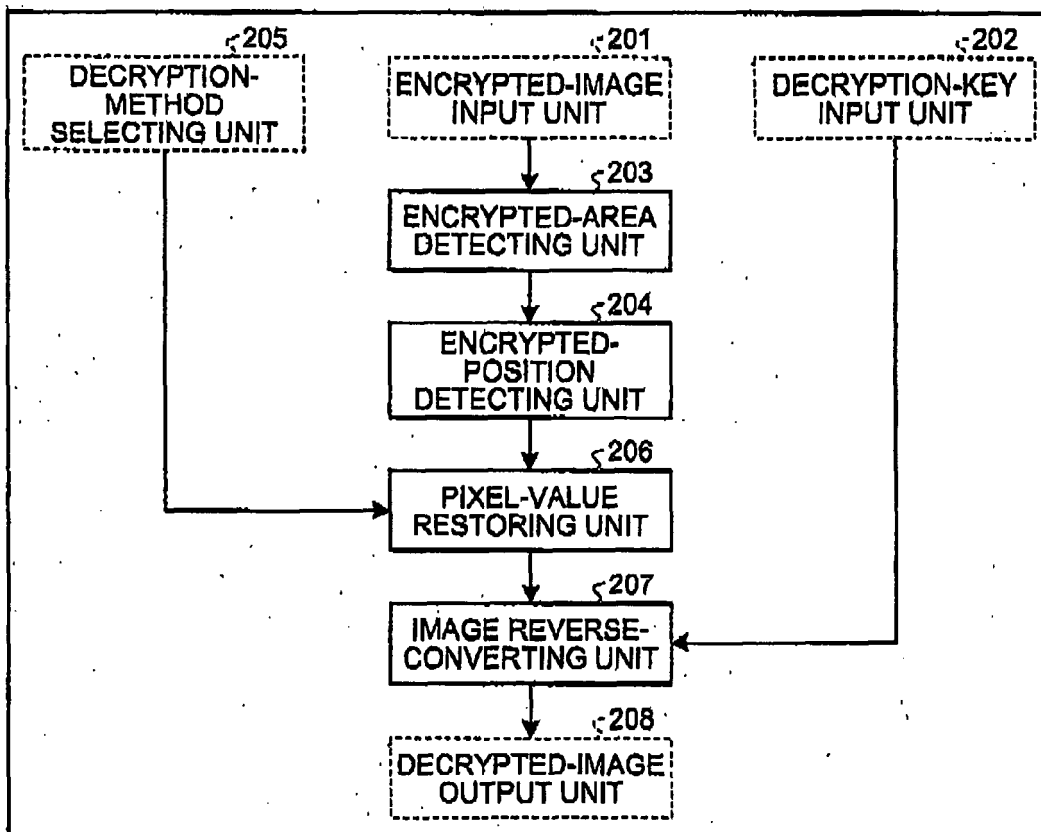 205
DECRYPTION-
METHOD
SELECTING UNIT
201
ENCRYPTED-IMAGE
INPUT UNIT
202
DECRYPTION-KEY
INPUT UNIT
203
ENCRYPTED-AREA
DETECTING UNIT
204
ENCRYPTED-
POSITION
DETECTING UNIT
206
PIXEL-VALUE
RESTORING UNIT
207
IMAGE REVERSE-
CONVERTING UNIT
208
DECRYPTED-IMAGE
OUTPUT UNIT